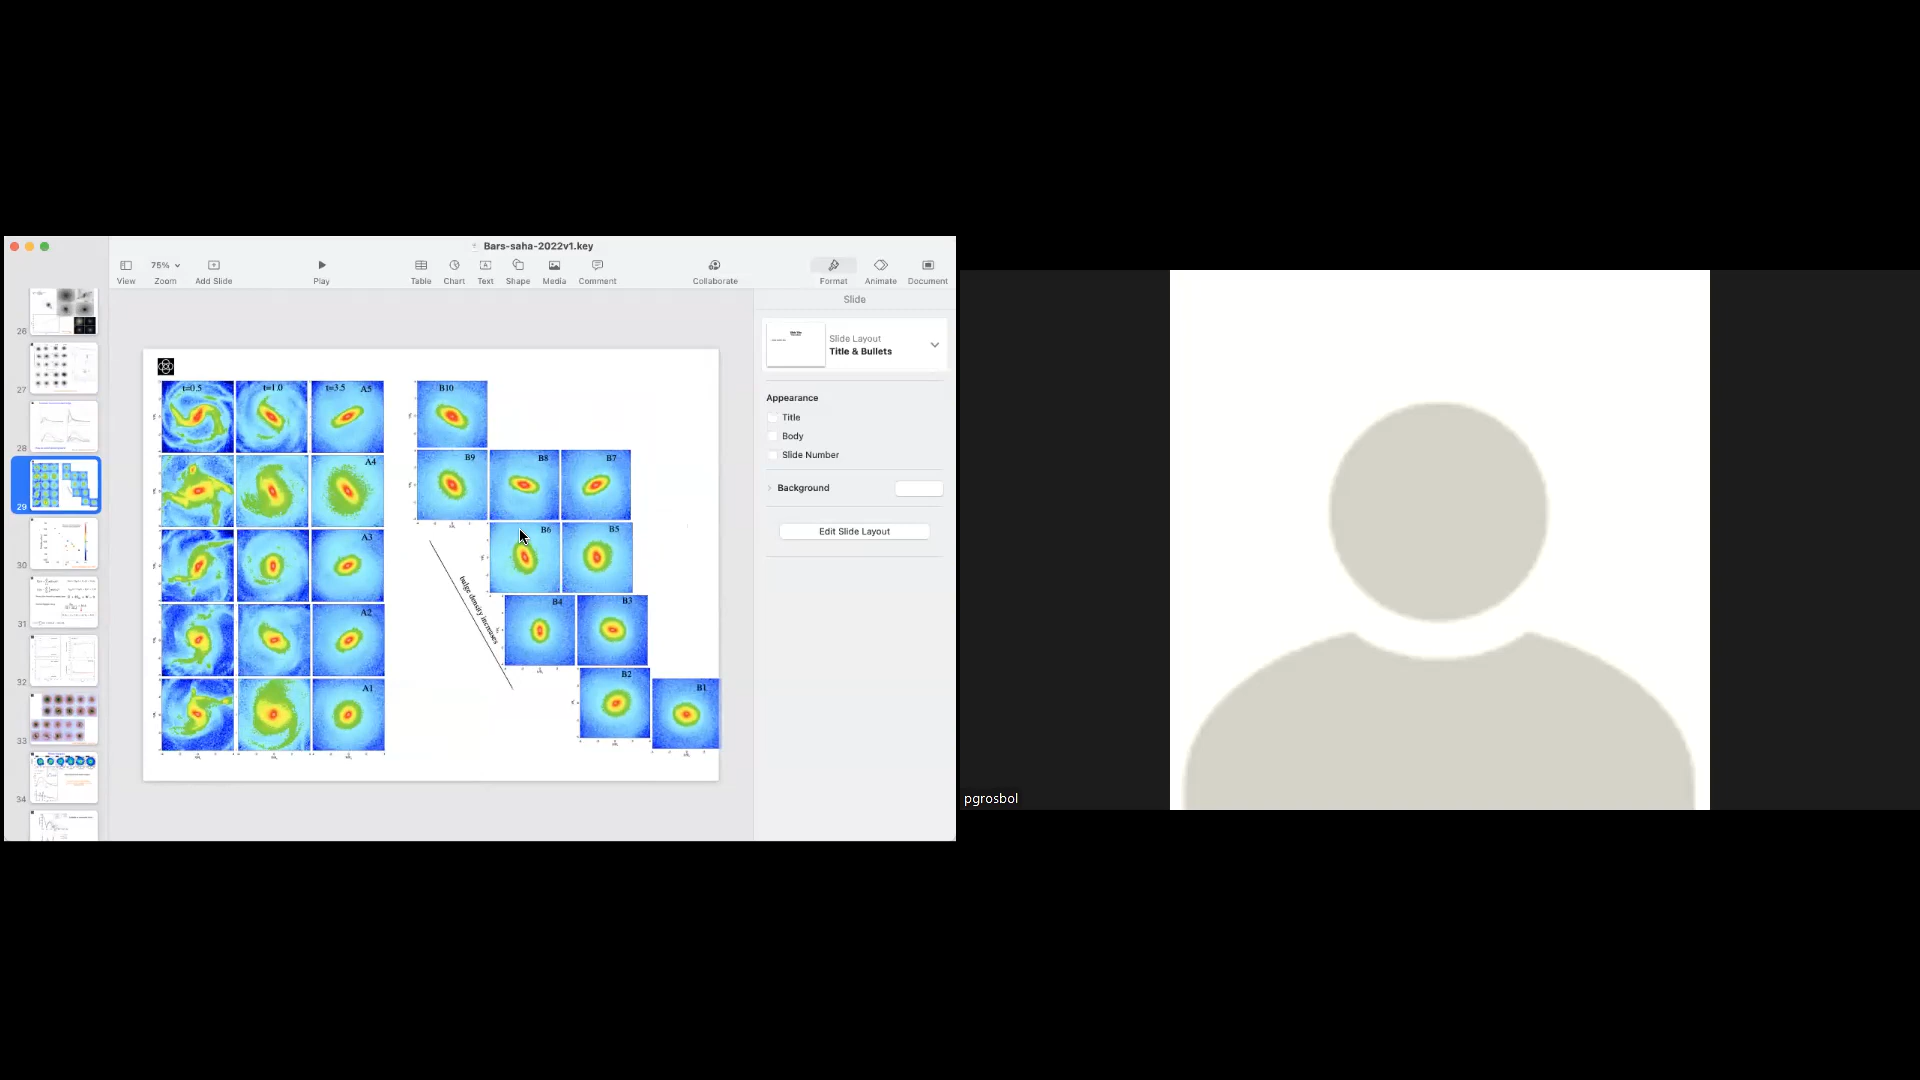 Bars-saha-2022v1.key
75%
View Zoom Add Slide Play Table Chart Text Shape Media Comment Collaborate Format Animate Document
Slide
Slide Layout
Title & Bullets
Appearance
Title
Body
Slide Number
Background
Edit Slide Layout
26
27
28
29
30
31
32
33
34
t=0.5 t=1.0 t=3.5 A5
A4
A3
A2
A1
B10
B9 B8 B7
B6 B5
B4 B3
B2 B1
bulge density increases
pgrosbol